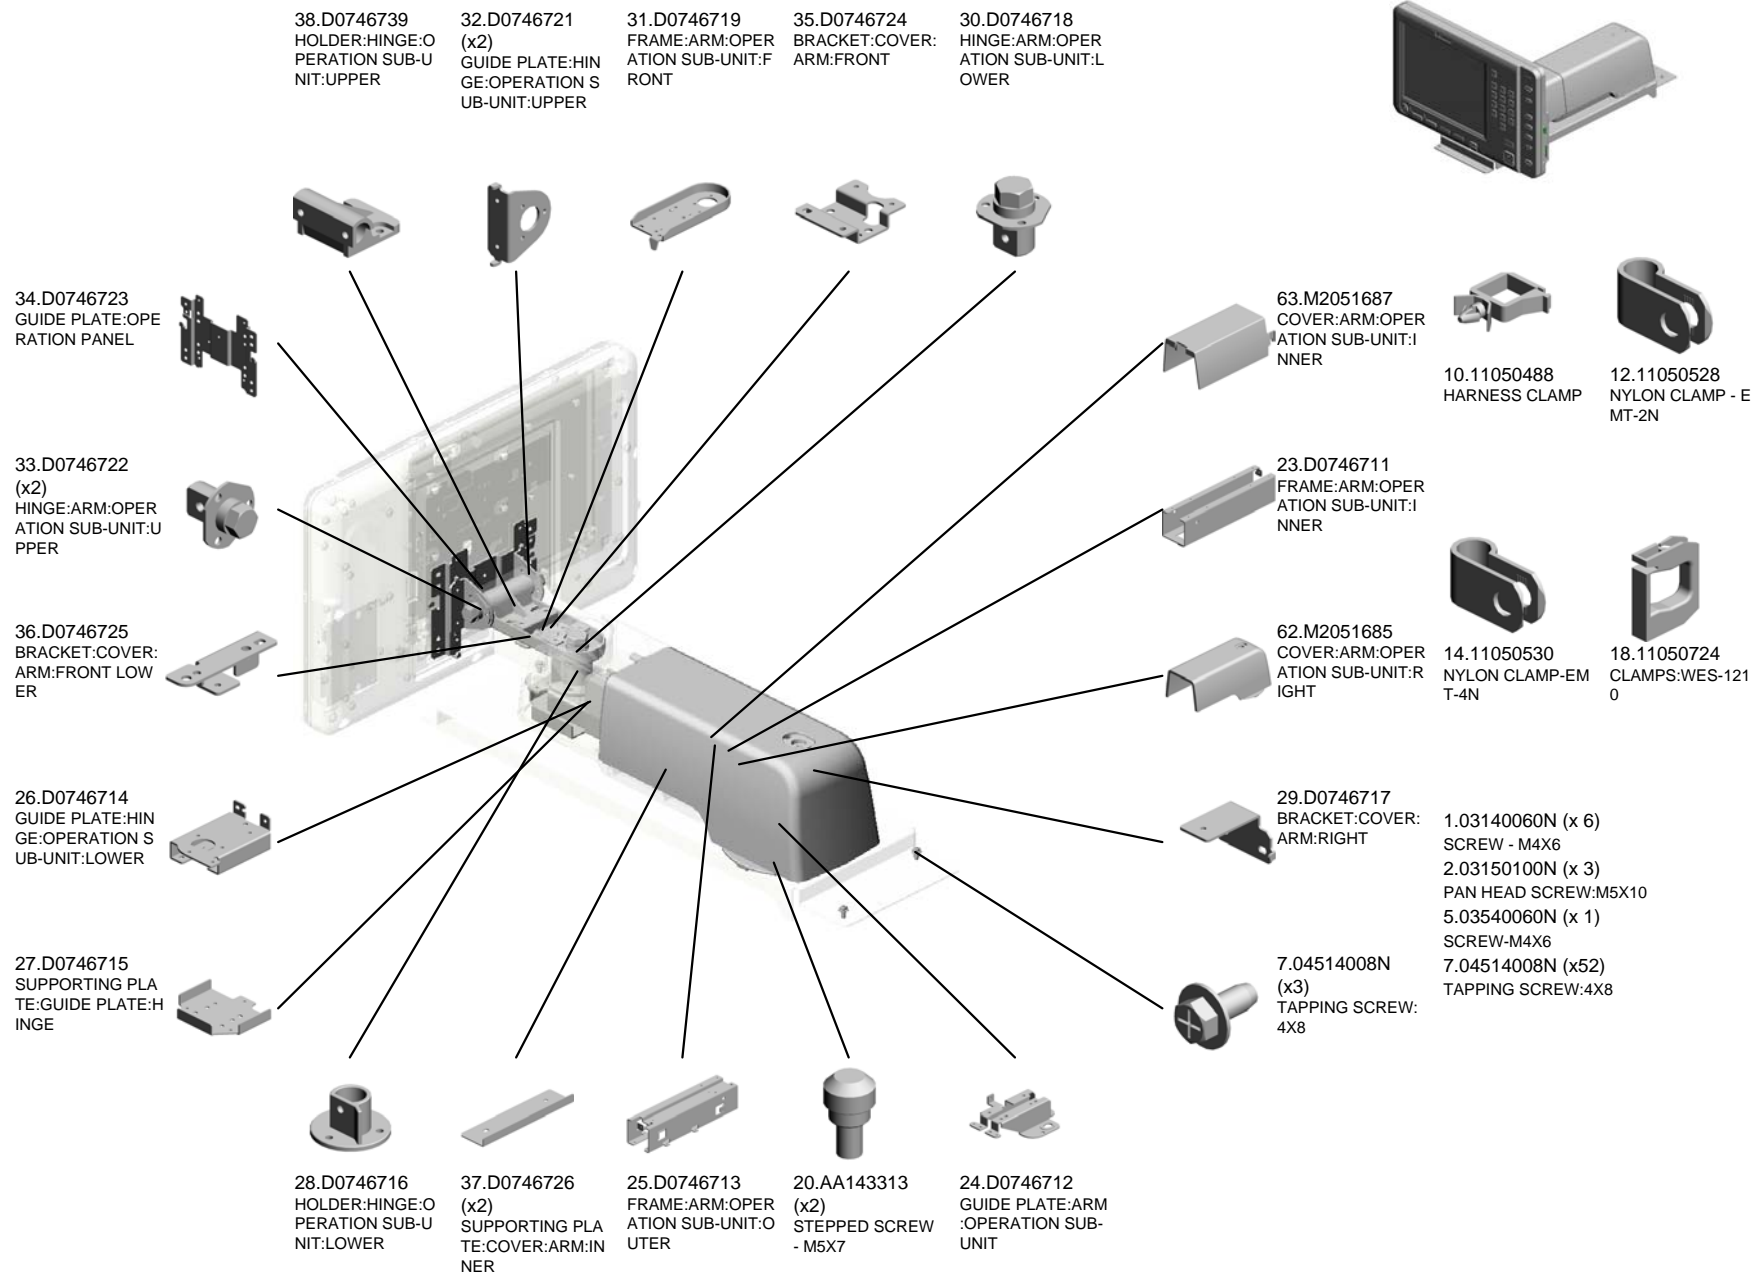 38.D0746739
HOLDER:HINGE:O
PERATION SUB-U
NIT:UPPER
32.D0746721
(x2)
GUIDE PLATE:HIN
GE:OPERATION S
UB-UNIT:UPPER
31.D0746719
FRAME:ARM:OPER
ATION SUB-UNIT:F
RONT
35.D0746724
BRACKET:COVER:
ARM:FRONT
30.D0746718
HINGE:ARM:OPER
ATION SUB-UNIT:L
OWER
34.D0746723
GUIDE PLATE:OPE
RATION PANEL
63.M2051687
COVER:ARM:OPER
ATION SUB-UNIT:I
NNER
10.11050488
HARNESS CLAMP
12.11050528
NYLON CLAMP - E
MT-2N
33.D0746722
(x2)
HINGE:ARM:OPER
ATION SUB-UNIT:U
PPER
23.D0746711
FRAME:ARM:OPER
ATION SUB-UNIT:I
NNER
36.D0746725
BRACKET:COVER:
ARM:FRONT LOW
ER
62.M2051685
COVER:ARM:OPER
ATION SUB-UNIT:R
IGHT
14.11050530
NYLON CLAMP-EM
T-4N
18.11050724
CLAMPS:WES-121
0
26.D0746714
GUIDE PLATE:HIN
GE:OPERATION S
UB-UNIT:LOWER
29.D0746717
BRACKET:COVER:
ARM:RIGHT
1.03140060N (x 6)
SCREW - M4X6
2.03150100N (x 3)
PAN HEAD SCREW:M5X10
5.03540060N (x 1)
SCREW-M4X6
7.04514008N (x52)
TAPPING SCREW:4X8
27.D0746715
SUPPORTING PLA
TE:GUIDE PLATE:H
INGE
7.04514008N
(x3)
TAPPING SCREW:
4X8
28.D0746716
HOLDER:HINGE:O
PERATION SUB-U
NIT:LOWER
37.D0746726
(x2)
SUPPORTING PLA
TE:COVER:ARM:IN
NER
25.D0746713
FRAME:ARM:OPER
ATION SUB-UNIT:O
UTER
20.AA143313
(x2)
STEPPED SCREW
- M5X7
24.D0746712
GUIDE PLATE:ARM
:OPERATION SUB-
UNIT